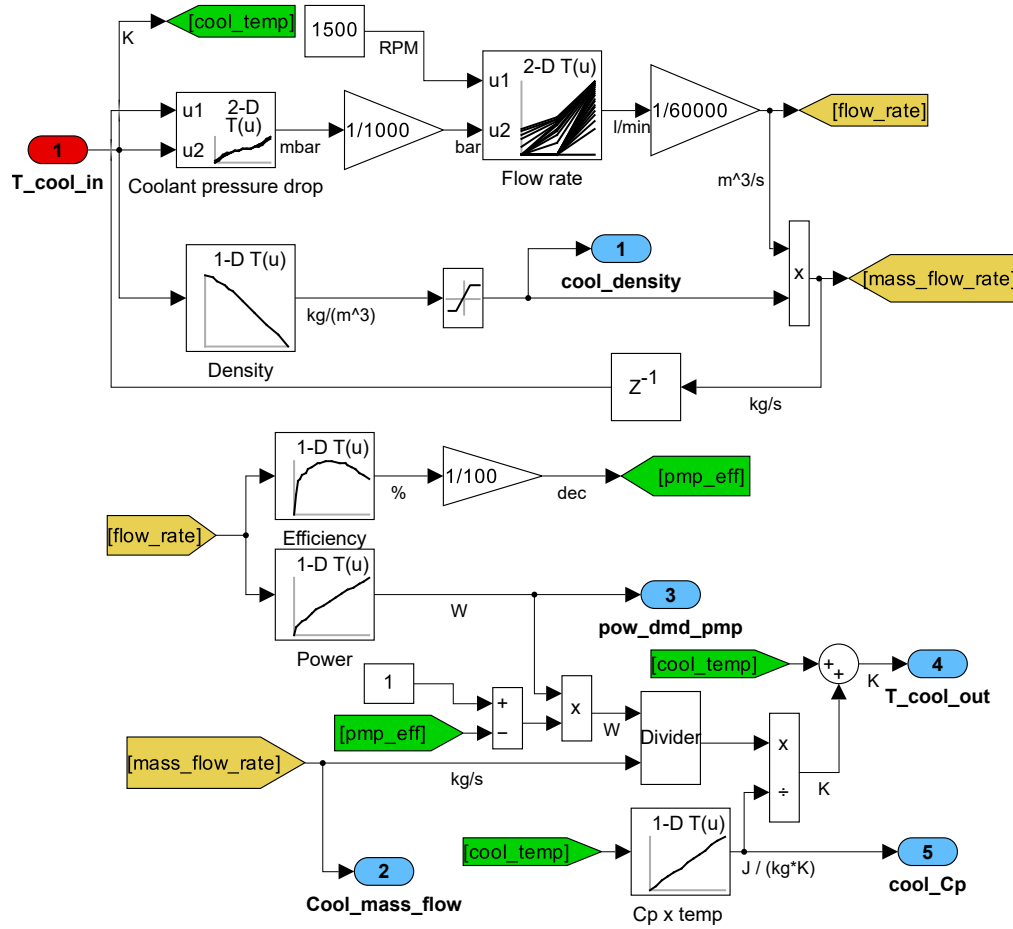 [cool_temp]
K
1500
RPM
2-D T(u)
u1
u2
Flow rate
2-D
T(u)
u1
u2
Coolant pressure drop
mbar
1/1000
bar
l/min
1/60000
[flow_rate]
m^3/s
1
T_cool_in
1-D T(u)
Density
kg/(m^3)
1
cool_density
x
[mass_flow_rate]
Z-1
kg/s
1-D T(u)
Efficiency
%
1/100
dec
[pmp_eff]
[flow_rate]
1-D T(u)
Power
W
3
pow_dmd_pmp
[cool_temp]
+
+
K
4
T_cool_out
1
+
−
[pmp_eff]
x
W
Divider
x
÷
K
[mass_flow_rate]
kg/s
2
Cool_mass_flow
[cool_temp]
1-D T(u)
Cp x temp
J / (kg*K)
5
cool_Cp